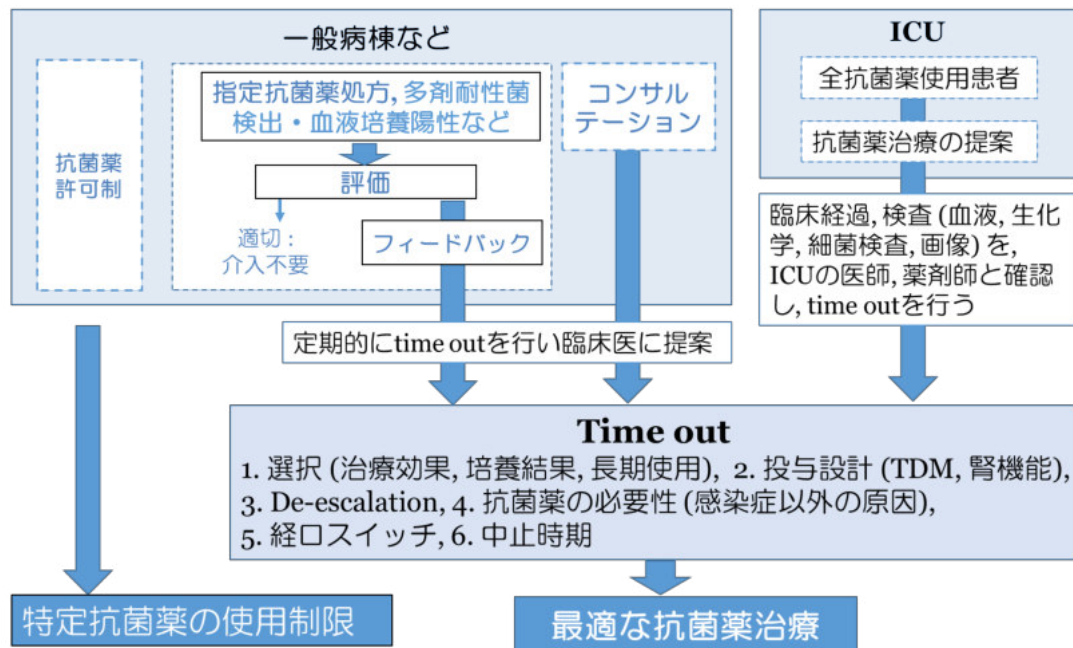 一般病棟など
抗菌薬
許可制
指定抗菌薬処方, 多剤耐性菌
検出・血液培養陽性など
評価
適切：
介入不要
フィードバック
コンサル
テーション
ICU
全抗菌薬使用患者
抗菌薬治療の提案
臨床経過, 検査 (血液, 生化
学, 細菌検査, 画像) を,
ICUの医師, 薬剤師と確認
し, time outを行う
定期的にtime outを行い臨床医に提案
Time out
1. 選択 (治療効果, 培養結果, 長期使用), 2. 投与設計 (TDM, 腎機能),
3. De-escalation, 4. 抗菌薬の必要性 (感染症以外の原因),
5. 経口スイッチ, 6. 中止時期
特定抗菌薬の使用制限
最適な抗菌薬治療